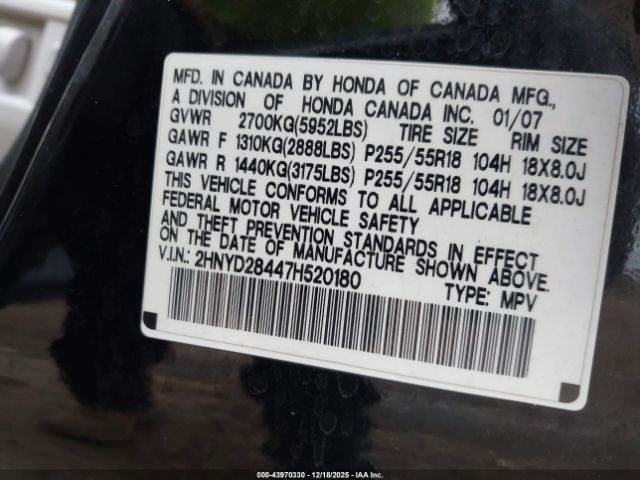 MFD. IN CANADA BY HONDA OF CANADA MFG.,
A DIVISION OF HONDA CANADA INC. 01/07
GVWR 2700KG(5952LBS) TIRE SIZE RIM SIZE
GAWR F 1310KG(2888LBS) P255/55R18 104H 18X8.0J
GAWR R 1440KG(3175LBS) P255/55R18 104H 18X8.0J
THIS VEHICLE CONFORMS TO ALL APPLICABLE
FEDERAL MOTOR VEHICLE SAFETY
AND THEFT PREVENTION STANDARDS IN EFFECT
ON THE DATE OF MANUFACTURE SHOWN ABOVE.
V.I.N.: 2HNYD28447H520180 TYPE: MPV
000-43970330 - 12/18/2025 - IAAI.COM